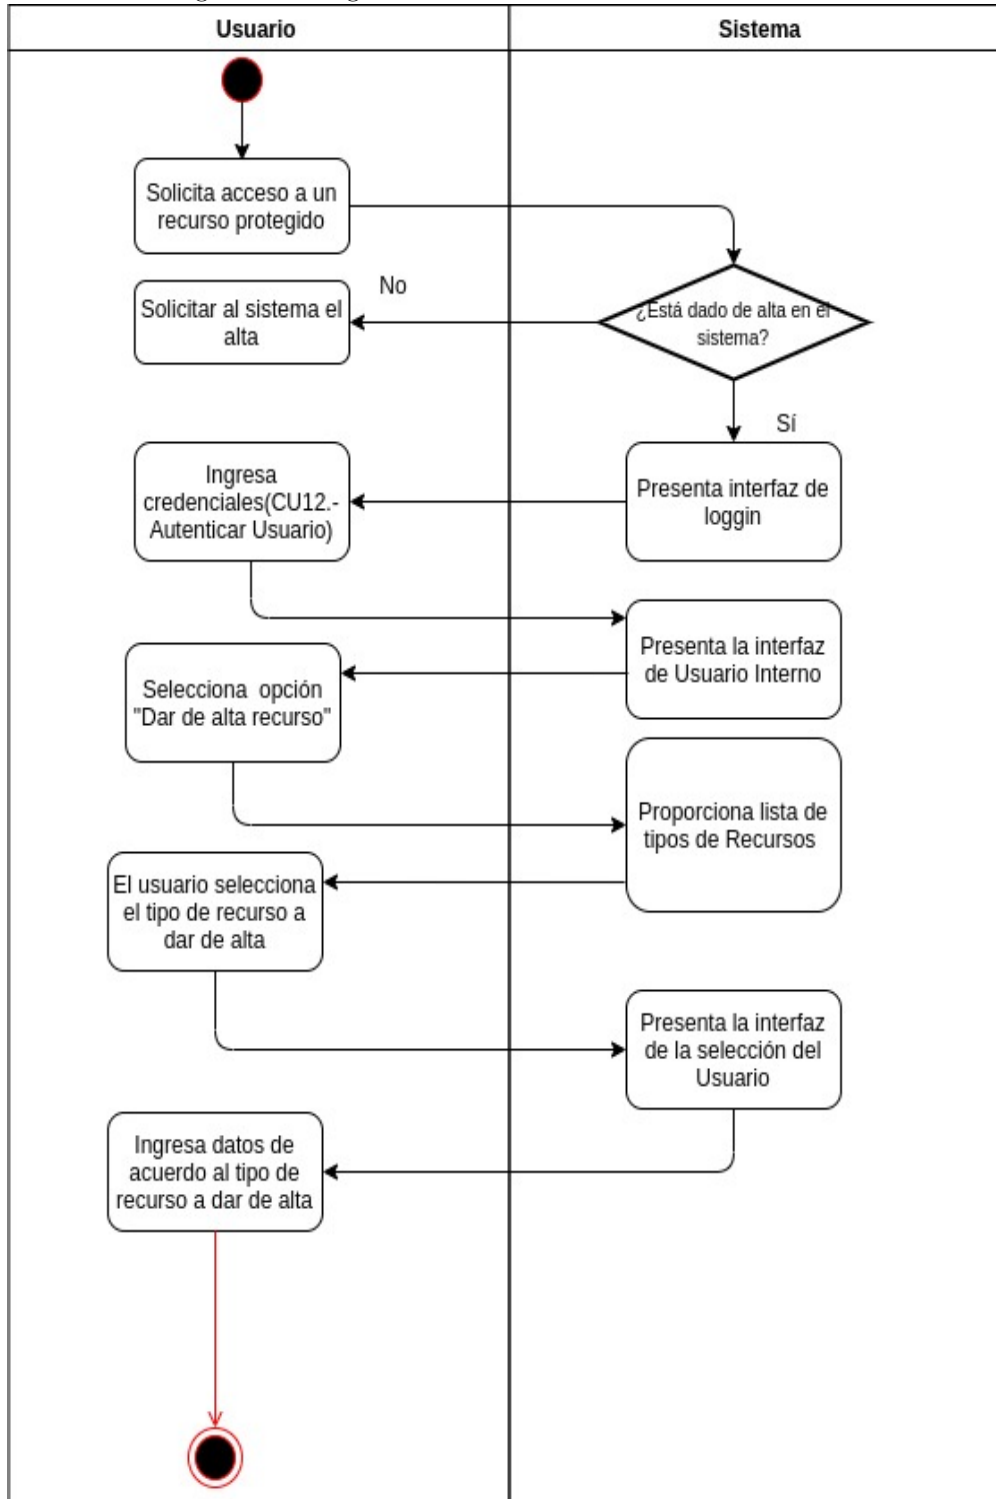 Usuario
Sistema
Solicita acceso a un
recurso protegido
¿Está dado de alta en el
sistema?
No
Solicitar al sistema el
alta
Sí
Presenta interfaz de
loggin
Ingresa
credenciales(CU12.-
Autenticar Usuario)
Presenta la interfaz
de Usuario Interno
Selecciona opción
"Dar de alta recurso"
Proporciona lista de
tipos de Recursos
El usuario selecciona
el tipo de recurso a
dar de alta
Presenta la interfaz
de la selección del
Usuario
Ingresa datos de
acuerdo al tipo de
recurso a dar de alta